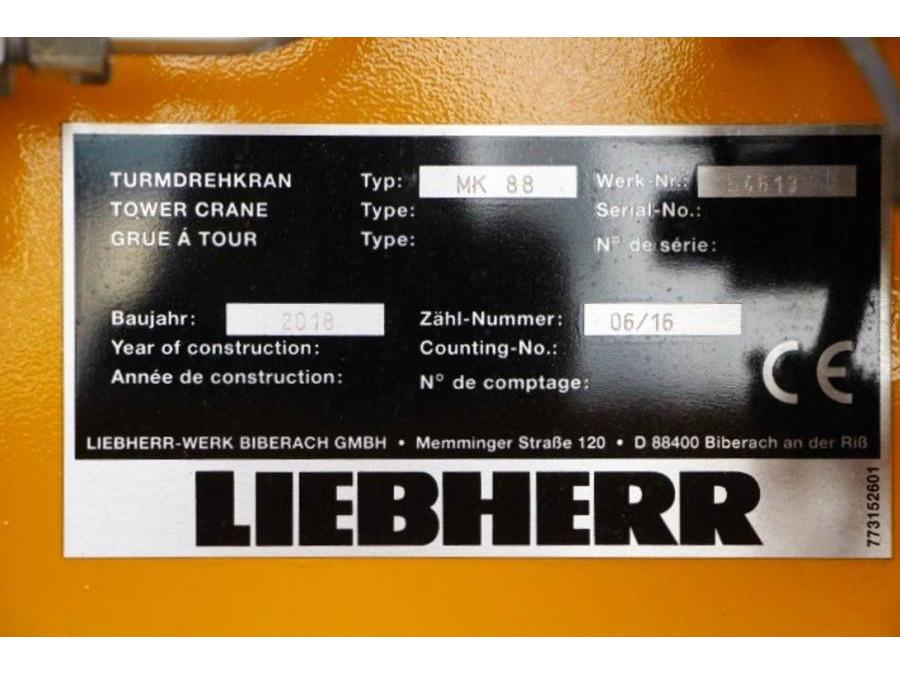 TURMDREHKRAN Typ: MK 88 Werk-Nr.:
TOWER CRANE Type: Serial-No.:
GRUE Á TOUR Type: N° de série:
Baujahr: 2018 Zähl-Nummer: 06/16
Year of construction: Counting-No.:
Année de construction: N° de comptage:
CE
LIEBHERR-WERK BIBERACH GMBH • Memminger Straße 120 • D 88400 Biberach an der Riß
LIEBHERR
773152601